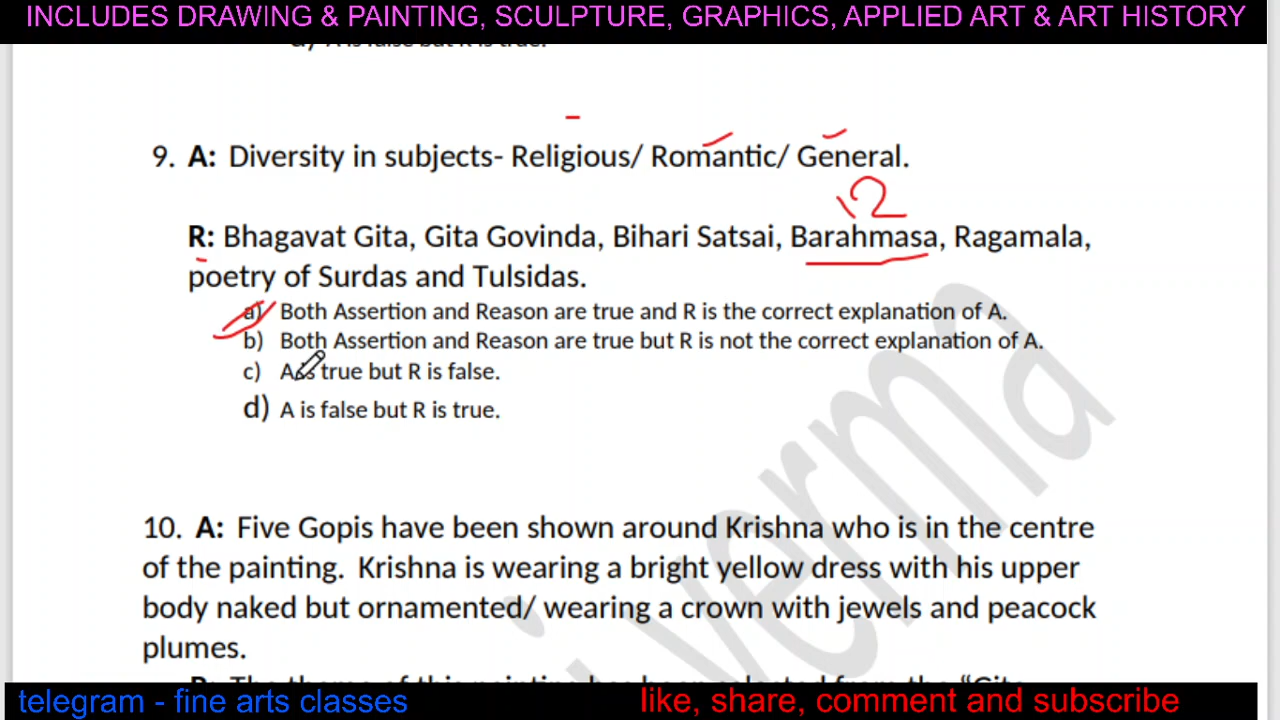 INCLUDES DRAWING & PAINTING, SCULPTURE, GRAPHICS, APPLIED ART & ART HISTORY
9. A: Diversity in subjects- Religious/ Romantic/ General.
12
R: Bhagavat Gita, Gita Govinda, Bihari Satsai, Barahmasa, Ragamala,
poetry of Surdas and Tulsidas.
a) Both Assertion and Reason are true and R is the correct explanation of A.
b) Both Assertion and Reason are true but R is not the correct explanation of A.
c) A is true but R is false.
d) A is false but R is true.
10. A: Five Gopis have been shown around Krishna who is in the centre
of the painting. Krishna is wearing a bright yellow dress with his upper
body naked but ornamented/ wearing a crown with jewels and peacock
plumes.
verma
telegram - fine arts classes
like, share, comment and subscribe